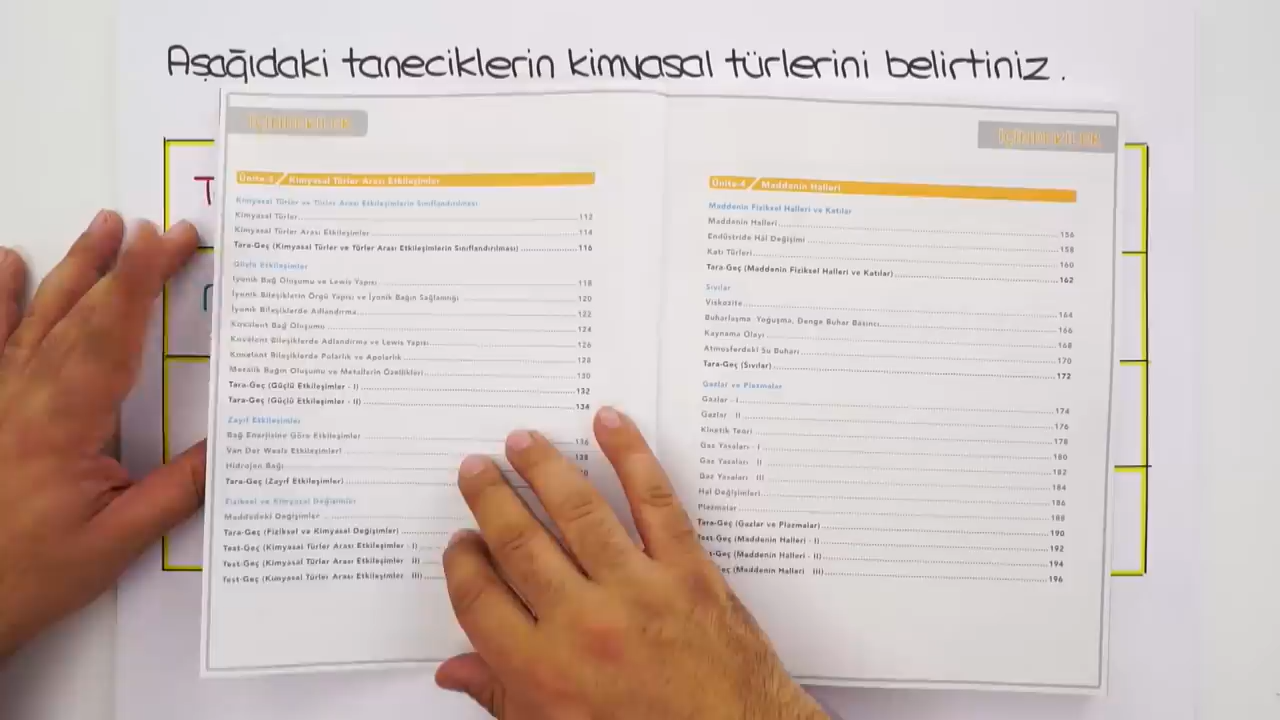 Aşağıdaki taneciklerin kimyasal türlerini belirtiniz.
İÇİNDEKİLER
Ünite-3 / Kimyasal Türler Arası Etkileşimler
Kimyasal Türler ve Türler Arası Etkileşimlerin Sınıflandırılması
Kimyasal Türler 112
Kimyasal Türler Arası Etkileşimler 114
Tara-Geç (Kimyasal Türler ve Türler Arası Etkileşimlerin Sınıflandırılması) 116
Güçlü Etkileşimler
İyonik Bağ Oluşumu ve Lewis Yapısı 118
İyonik Bileşiklerin Örgü Yapısı ve İyonik Bağın Sağlamlığı 120
İyonik Bileşiklerde Adlandırma 122
Kovalent Bağ Oluşumu 124
Kovalent Bileşiklerde Adlandırma ve Lewis Yapısı 126
Kovalent Bileşiklerde Polarlık ve Apolarlık 128
Metalik Bağın Oluşumu ve Metallerin Özellikleri 130
Tara-Geç (Güçlü Etkileşimler - I) 132
Tara-Geç (Güçlü Etkileşimler - II) 134
Zayıf Etkileşimler
Bağ Enerjisine Göre Etkileşimler 136
Van Der Waals Etkileşimleri 138
Hidrojen Bağı
Tara-Geç (Zayıf Etkileşimler)
Fiziksel ve Kimyasal Değişimler
Maddedeki Değişimler
Tara-Geç (Fiziksel ve Kimyasal Değişimler)
Test-Geç (Kimyasal Türler Arası Etkileşimler - I)
Test-Geç (Kimyasal Türler Arası Etkileşimler II)
Test-Geç (Kimyasal Türler Arası Etkileşimler III)
İÇİNDEKİLER
Ünite-4 / Maddenin Halleri
Maddenin Fiziksel Halleri ve Katılar
Maddenin Halleri 156
Endüstride Hâl Değişimi 158
Katı Türleri 160
Tara-Geç (Maddenin Fiziksel Halleri ve Katılar) 162
Sıvılar
Viskozite 164
Buharlaşma Yoğuşma, Denge Buhar Basıncı 166
Kaynama Olayı 168
Atmosferdeki Su Buharı 170
Tara-Geç (Sıvılar) 172
Gazlar ve Plazmalar
Gazlar - I 174
Gazlar II 176
Kinetik Teori 178
Gaz Yasaları - I 180
Gaz Yasaları II 182
Gaz Yasaları III 184
Hal Değişimleri 186
Plazmalar 188
Tara-Geç (Gazlar ve Plazmalar) 190
Test-Geç (Maddenin Halleri - I) 192
(Maddenin Halleri - II) 194
(Maddenin Halleri III) 196